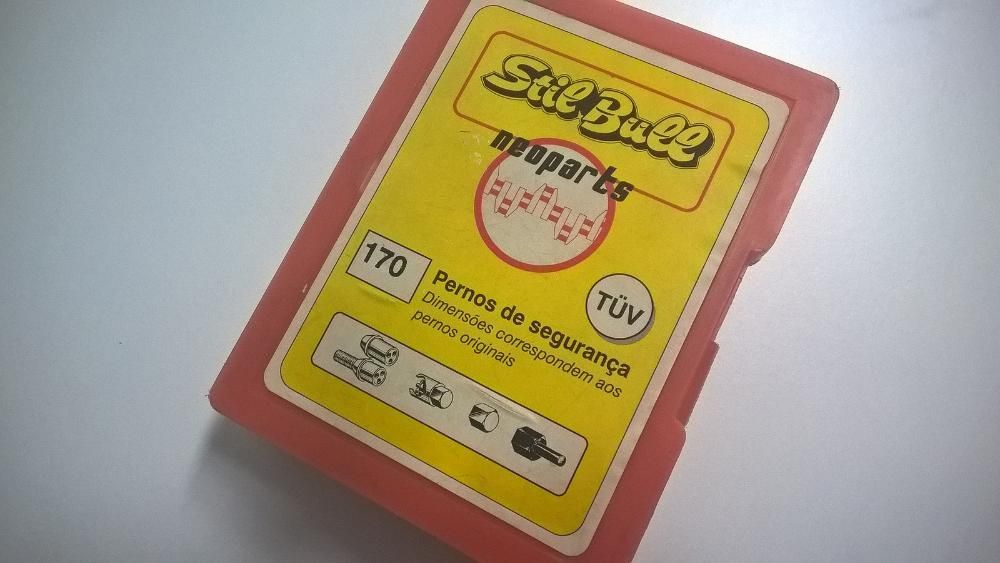 Stil Bull
neoparts
170
TÜV
Pernos de segurança
Dimensões correspondem aos
pernos originais